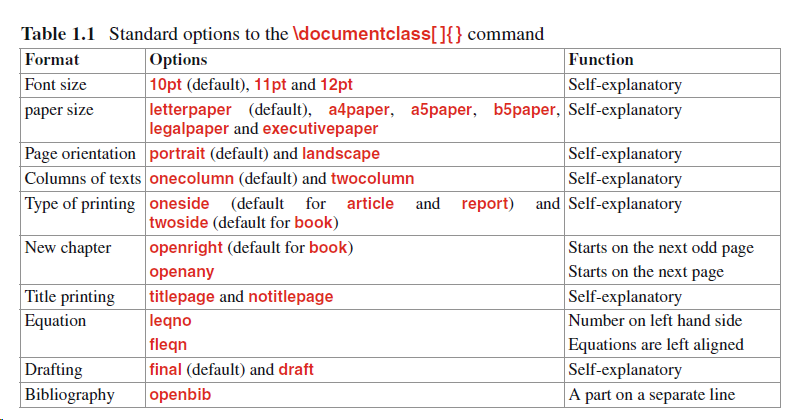 Table 1.1 Standard options to the \documentclass[ ]{ } command
Format Options Function
Font size 10pt (default), 11pt and 12pt Self-explanatory
paper size letterpaper (default), a4paper, a5paper, b5paper, Self-explanatory
legalpaper and executivepaper
Page orientation portrait (default) and landscape Self-explanatory
Columns of texts onecolumn (default) and twocolumn Self-explanatory
Type of printing oneside (default for article and report) and Self-explanatory
twoside (default for book)
New chapter openright (default for book) Starts on the next odd page
openany Starts on the next page
Title printing titlepage and notitlepage Self-explanatory
Equation leqno Number on left hand side
fleqn Equations are left aligned
Drafting final (default) and draft Self-explanatory
Bibliography openbib A part on a separate line